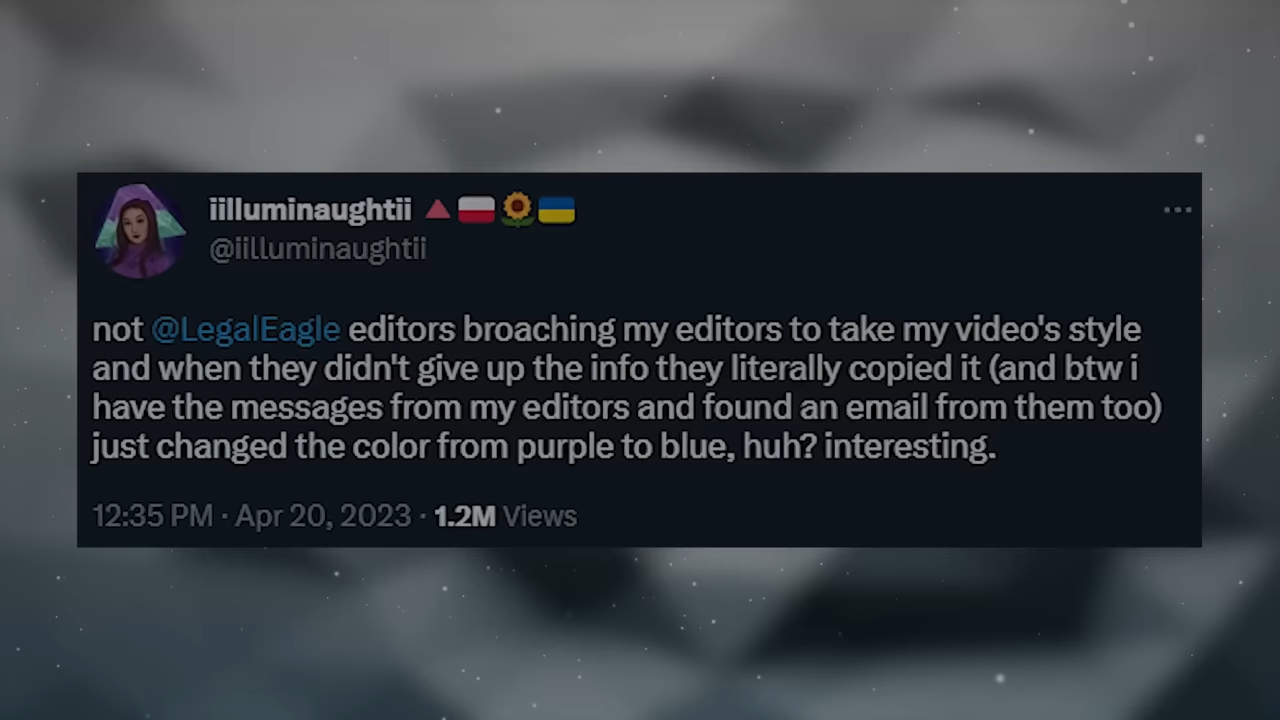 iilluminaughtii 🔺🇵🇱🌻🇺🇦
@iilluminaughtii
not @LegalEagle editors broaching my editors to take my video's style
and when they didn't give up the info they literally copied it (and btw i
have the messages from my editors and found an email from them too)
just changed the color from purple to blue, huh? interesting.
12:35 PM · Apr 20, 2023 · 1.2M Views